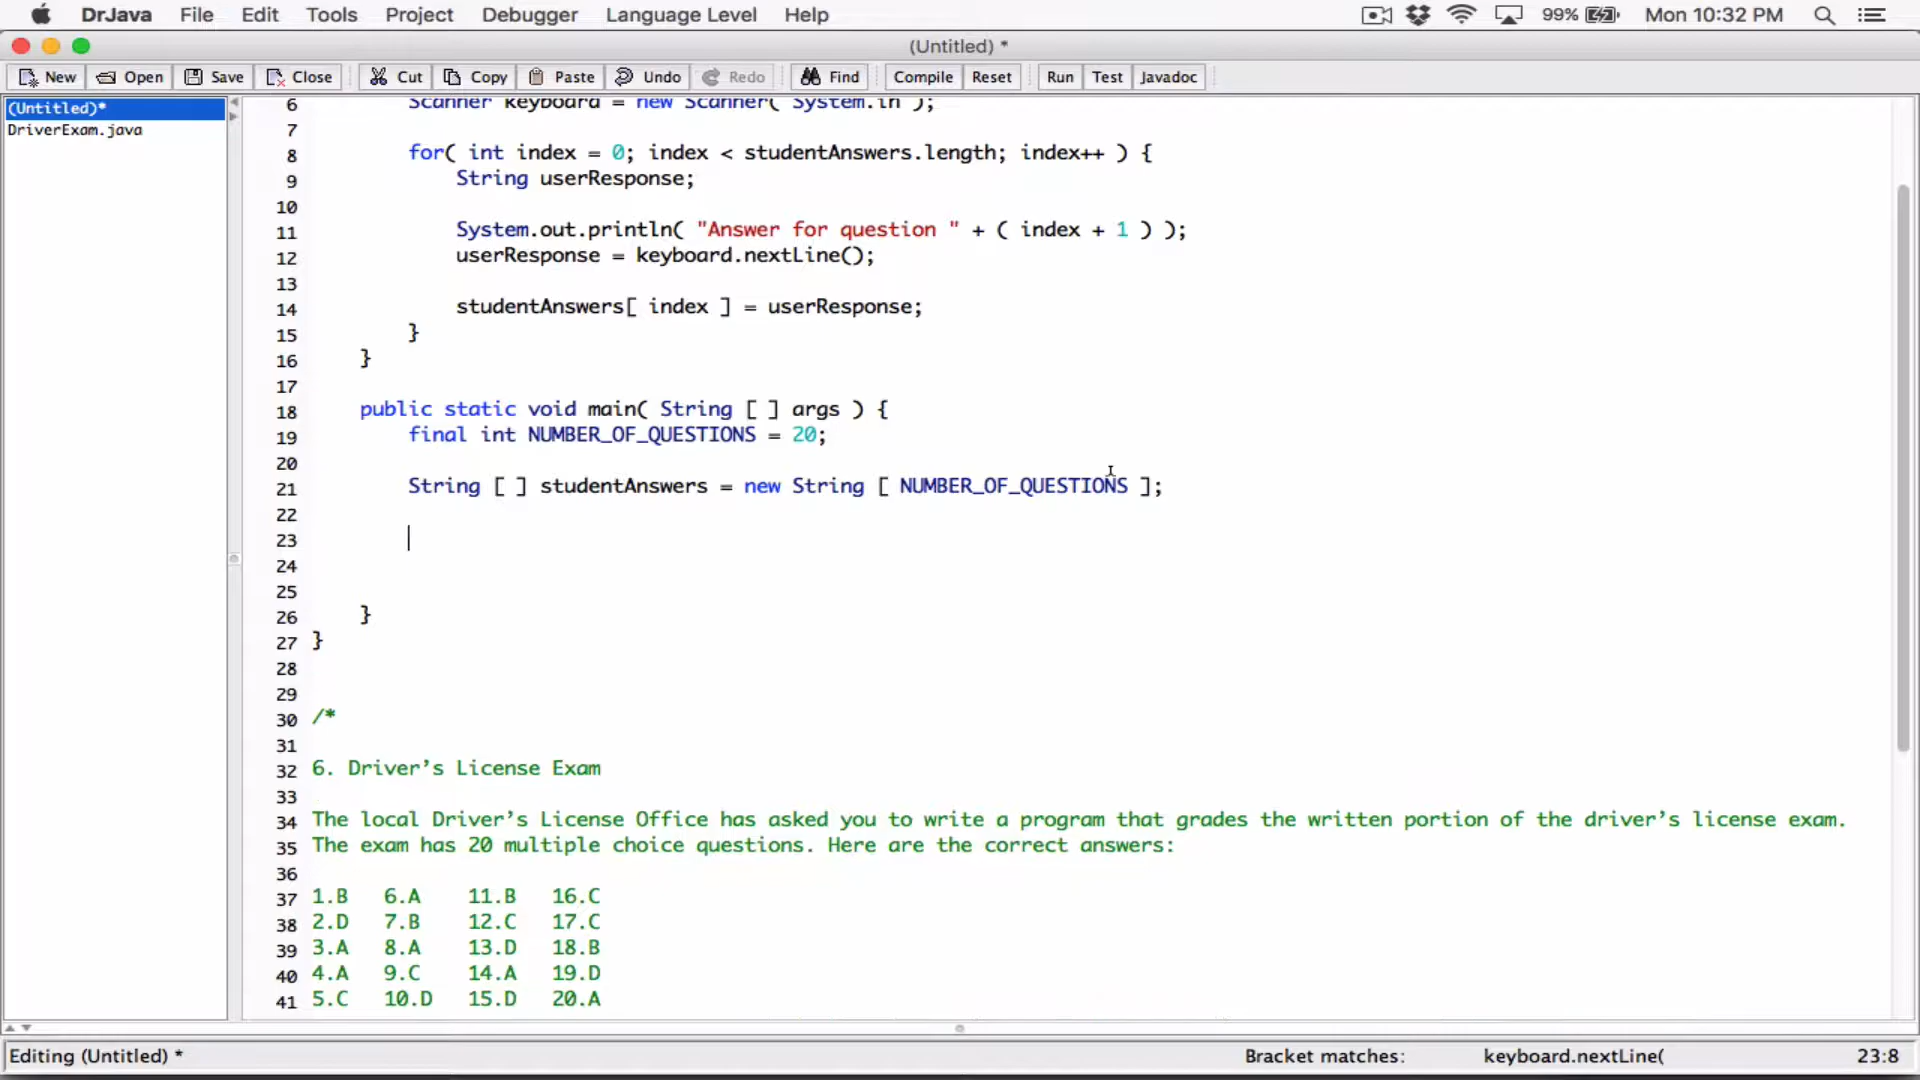 DrJava File Edit Tools Project Debugger Language Level Help 99% Mon 10:32 PM
(Untitled) *
New Open Save Close Cut Copy Paste Undo Redo Find Compile Reset Run Test Javadoc
(Untitled)*
DriverExam.java
6 Scanner keyboard = new Scanner( System.in );
7
8 for( int index = 0; index < studentAnswers.length; index++ ) {
9 String userResponse;
10
11 System.out.println( "Answer for question " + ( index + 1 ) );
12 userResponse = keyboard.nextLine();
13
14 studentAnswers[ index ] = userResponse;
15 }
16 }
17
18 public static void main( String [ ] args ) {
19 final int NUMBER_OF_QUESTIONS = 20;
20
21 String [ ] studentAnswers = new String [ NUMBER_OF_QUESTIONS ];
22
23
24
25
26 }
27 }
28
29
30 /*
31
32 6. Driver’s License Exam
33
34 The local Driver’s License Office has asked you to write a program that grades the written portion of the driver’s license exam.
35 The exam has 20 multiple choice questions. Here are the correct answers:
36
37 1.B 6.A 11.B 16.C
38 2.D 7.B 12.C 17.C
39 3.A 8.A 13.D 18.B
40 4.A 9.C 14.A 19.D
41 5.C 10.D 15.D 20.A
Editing (Untitled) * Bracket matches: keyboard.nextLine( 23:8